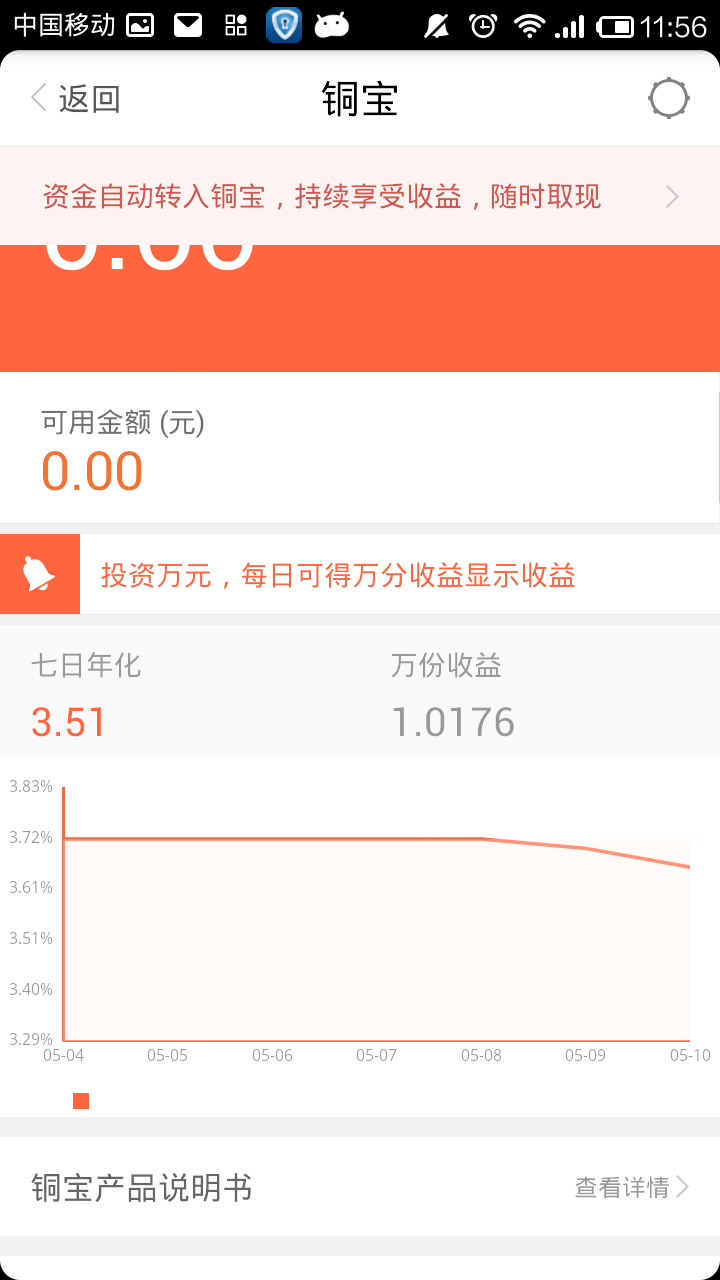 中国移动 11:56
返回 铜宝
资金自动转入铜宝，持续享受收益，随时取现
0.00
可用金额 (元)
0.00
投资万元，每日可得万分收益显示收益
七日年化 万份收益
3.51 1.0176
3.83%
3.72%
3.61%
3.51%
3.40%
3.29%
05-04 05-05 05-06 05-07 05-08 05-09 05-10
铜宝产品说明书 查看详情